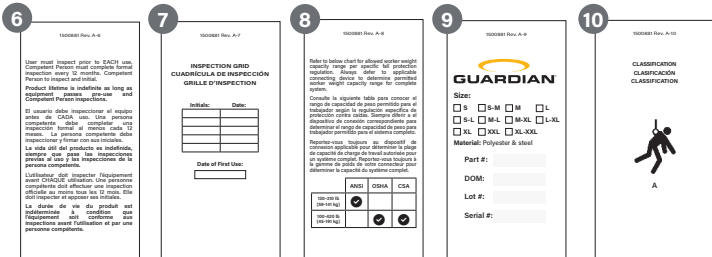 6
1500881 Rev. A-6
User must inspect prior to EACH use.
Competent Person must complete formal
inspection every 12 months. Competent
Person to inspect and initial.
Product lifetime is indefinite as long as
equipment passes pre-use and
Competent Person inspections.
El usuario debe inspeccionar el equipo
antes de CADA uso. Una persona
competente debe completar una
inspección formal al menos cada 12
meses. La persona competente debe
inspeccionar y firmar con sus iniciales.
La vida útil del producto es indefinida,
siempre que pase las inspecciones
previas al uso y las inspecciones de la
persona competente.
L'utilisateur doit inspecter l'équipement
avant CHAQUE utilisation. Une personne
compétente doit effectuer une inspection
officielle au moins tous les 12 mois. Elle
doit inspecter et apposer ses initiales.
La durée de vie du produit est
indéterminée à condition que
l'équipement soit conforme aux
inspections avant l'utilisation et par une
personne compétente.
7
1500881 Rev. A-7
INSPECTION GRID
CUADRÍCULA DE INSPECCIÓN
GRILLE D'INSPECTION
Initials: Date:
Date of First Use:
8
1500881 Rev. A-8
Refer to below chart for allowed worker weight
capacity range per specific fall protection
regulation. Always defer to applicable
connecting device to determine permitted
worker weight capacity range for complete
system.
Consulte la siguiente tabla para conocer el
rango de capacidad de peso permitido para el
trabajador según la regulación específica de
protección contra caídas. Siempre diferir a el
dispositivo de conexión correspondiente para
determinar el rango de capacidad de peso para
trabajador permitido para el sistema completo.
Reportez-vous toujours au dispositif de
connexion applicable pour déterminer la plage
de capacité de charge de travail autorisée pour
un système complet. Reportez-vous toujours à
la gamme de poids de votre connecteur pour
déterminer la capacité du système complet.
ANSI OSHA CSA
130-310 lb
(59-141 kg)
100-420 lb
(45-191 kg)
9
1500881 Rev. A-9
GUARDIAN
Size:
S S-M M L
S-L M-L M-XL L-XL
XL XXL XL-XXL
Material: Polyester & steel
Part #:
DOM:
Lot #:
Serial #:
10
1500881 Rev. A-10
CLASSIFICATION
CLASIFICACIÓN
CLASSIFICATION
A